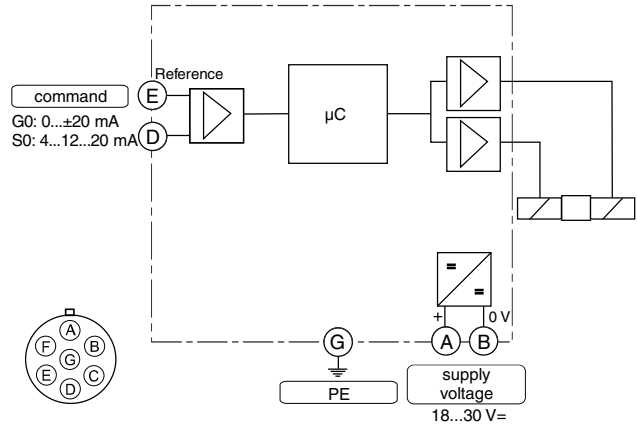 Reference
command
E
G0: 0...±20 mA
D
S0: 4...12...20 mA
µC
+
0 V
G
A
B
PE
supply
voltage
18...30 V=
A
F
B
G
E
C
D